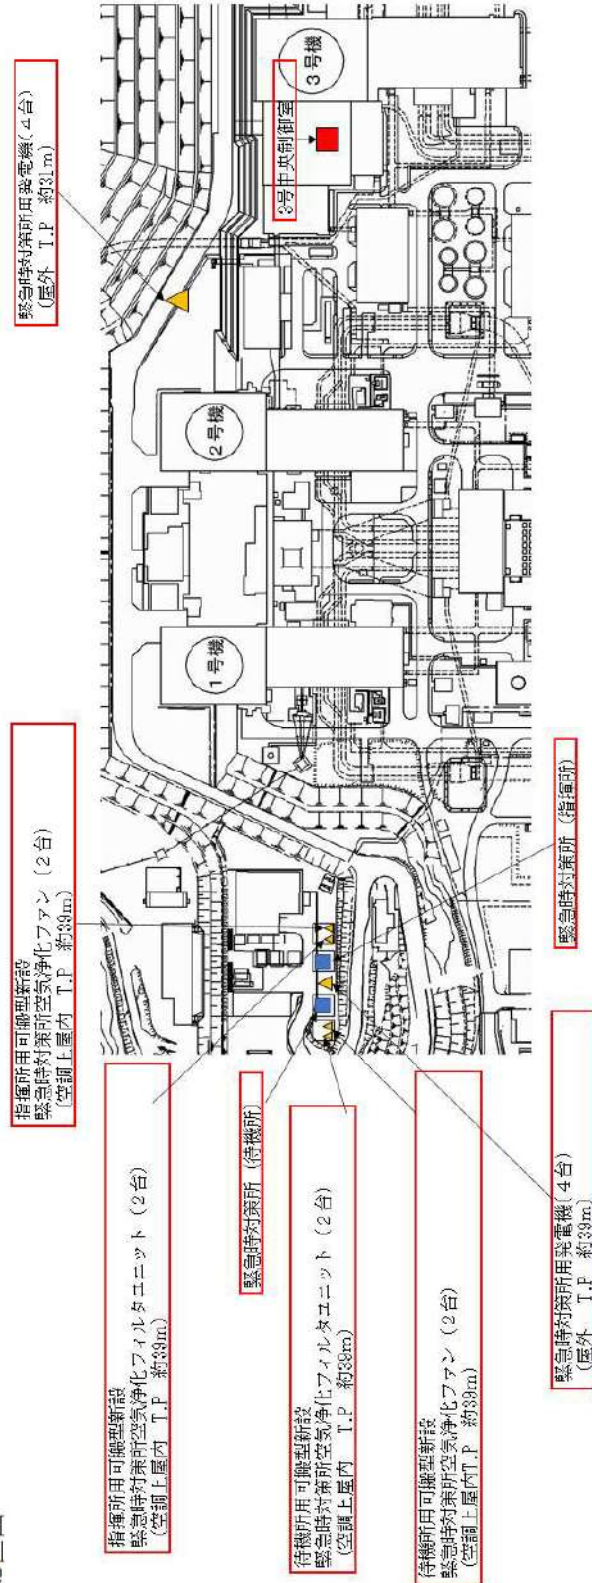 指揮所用可搬型新設
緊急時対策所空気浄化フィルタユニット（2台）
（空調上屋内　T.P　約39m）
指揮所用可搬型新設
緊急時対策所空気浄化ファン（2台）
（空調上屋内　T.P　約39m）
緊急時対策所用発電機（4台）
（屋外　T.P　約31m）
緊急時対策所（待機所）
待機所用可搬型新設
緊急時対策所空気浄化フィルタユニット（2台）
（空調上屋内　T.P　約39m）
待機所用可搬型新設
緊急時対策所空気浄化ファン（2台）
（空調上屋内T.P　約39m）
緊急時対策所用発電機（4台）
（屋外　T.P　約39m）
緊急時対策所（指揮所）
1号機
2号機
3号機
3号中央制御室